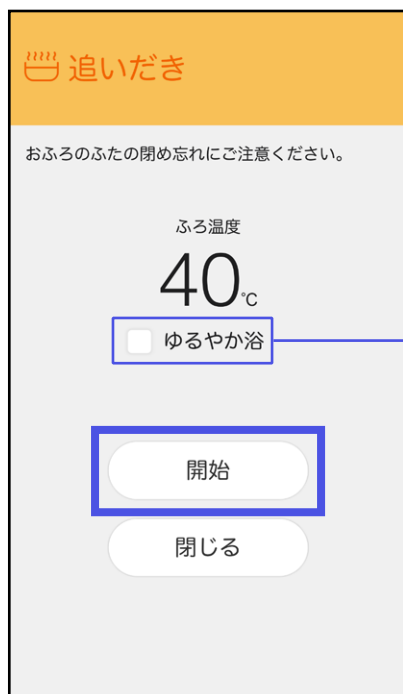 追いだき
おふろのふたの閉め忘れにご注意ください。
ふろ温度
40℃
ゆるやか浴
開始
閉じる